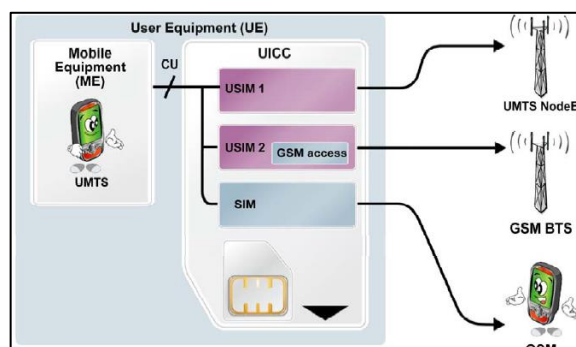 User Equipment (UE)
Mobile
Equipment
(ME)
UMTS
CU
UICC
USIM 1
USIM 2
GSM access
SIM
UMTS NodeB
GSM BTS
GSM